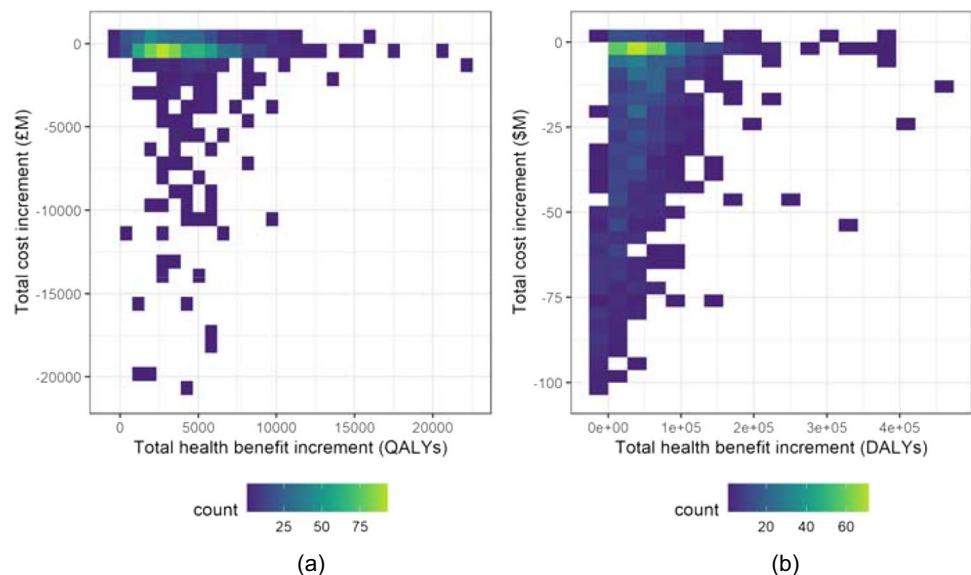 0
-5000
-10000
-15000
-20000
Total cost increment (£M)
0
5000
10000
15000
20000
Total health benefit increment (QALYs)
count
25
50
75
(a)
0
-25
-50
-75
-100
Total cost increment ($M)
0e+00
1e+05
2e+05
3e+05
4e+05
Total health benefit increment (DALYs)
count
20
40
60
(b)